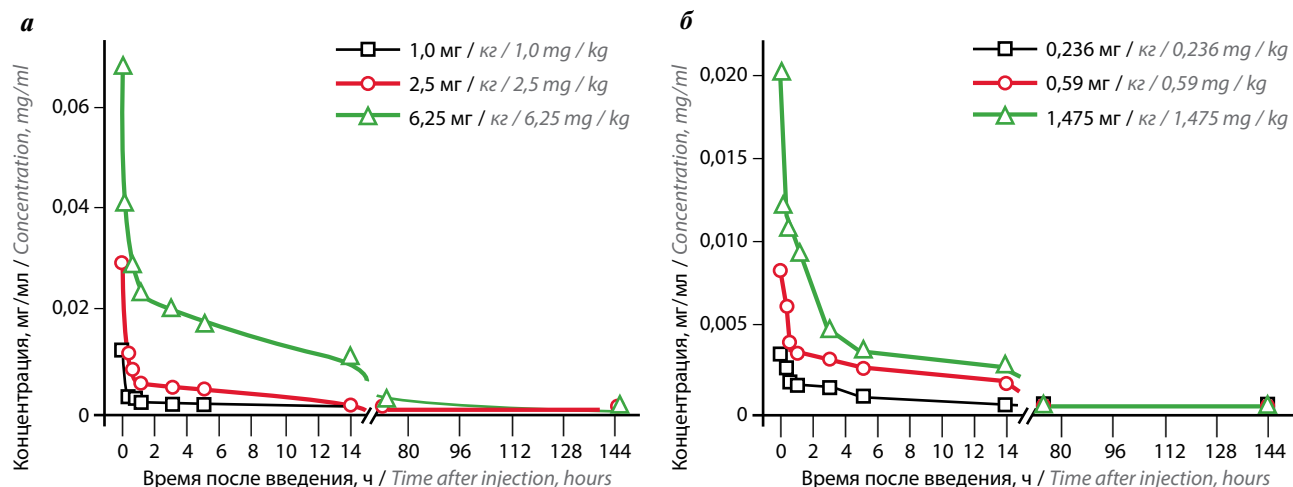 а
Концентрация, мг/мл / Concentration, mg/ml
0,06
0,04
0,02
0
1,0 мг / кг / 1,0 mg / kg
2,5 мг / кг / 2,5 mg / kg
6,25 мг / кг / 6,25 mg / kg
0 2 4 6 8 10 12 14 80 96 112 128 144
Время после введения, ч / Time after injection, hours
б
Концентрация, мг/мл / Concentration, mg/ml
0,020
0,015
0,010
0,005
0
0,236 мг / кг / 0,236 mg / kg
0,59 мг / кг / 0,59 mg / kg
1,475 мг / кг / 1,475 mg / kg
0 2 4 6 8 10 12 14 80 96 112 128 144
Время после введения, ч / Time after injection, hours